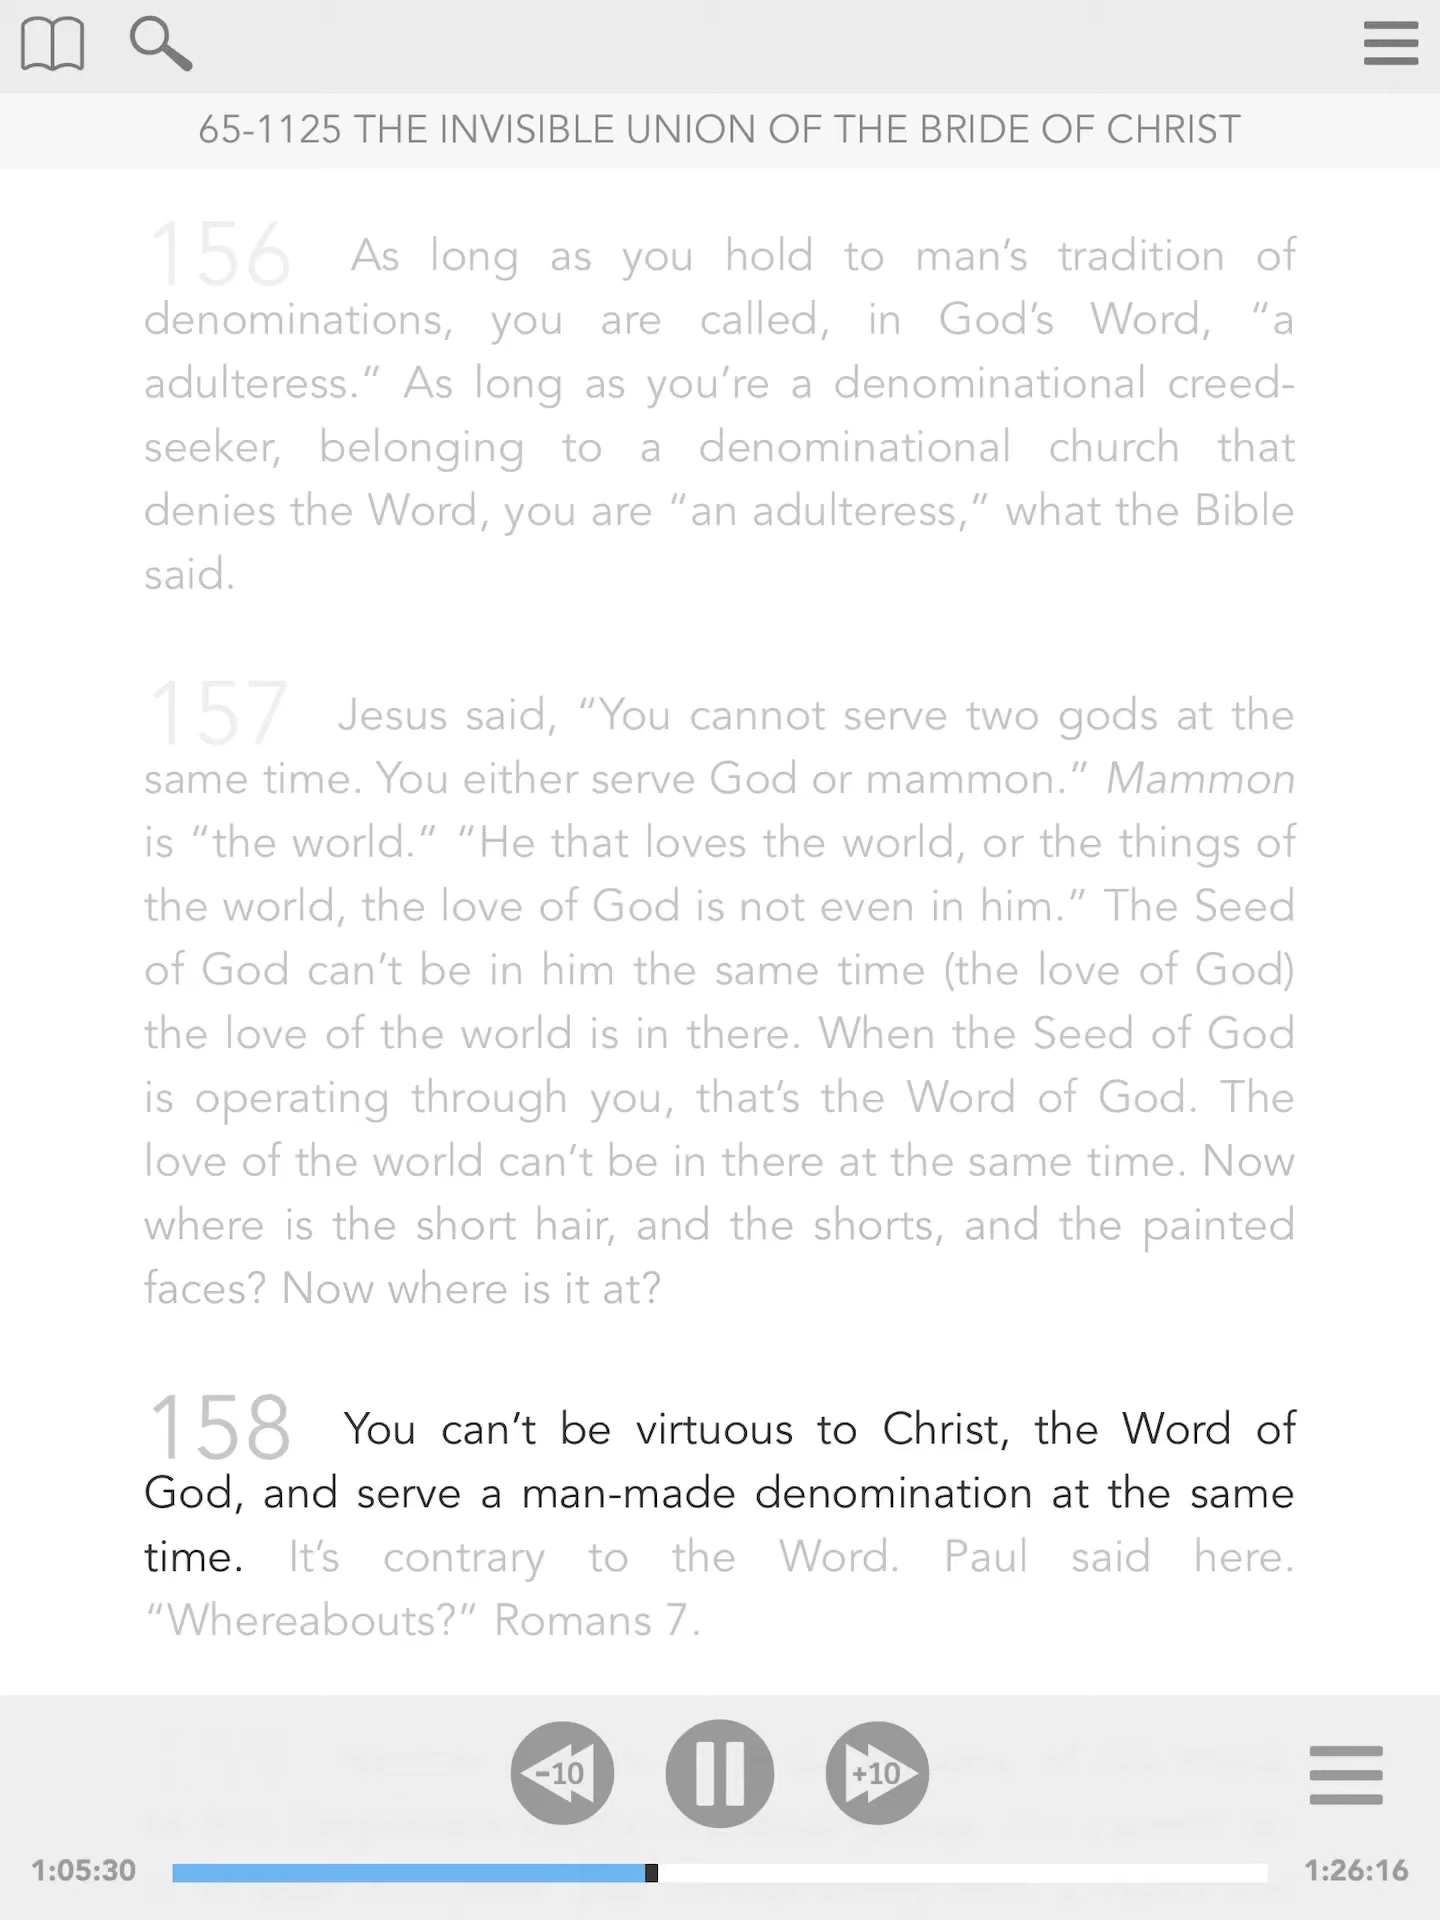 65-1125 THE INVISIBLE UNION OF THE BRIDE OF CHRIST
156 As long as you hold to man’s tradition of
denominations, you are called, in God’s Word, “a
adulteress.” As long as you’re a denominational creed-
seeker, belonging to a denominational church that
denies the Word, you are “an adulteress,” what the Bible
said.
157 Jesus said, “You cannot serve two gods at the
same time. You either serve God or mammon.” Mammon
is “the world.” “He that loves the world, or the things of
the world, the love of God is not even in him.” The Seed
of God can’t be in him the same time (the love of God)
the love of the world is in there. When the Seed of God
is operating through you, that’s the Word of God. The
love of the world can’t be in there at the same time. Now
where is the short hair, and the shorts, and the painted
faces? Now where is it at?
158 You can’t be virtuous to Christ, the Word of
God, and serve a man-made denomination at the same
time. It’s contrary to the Word. Paul said here.
“Whereabouts?” Romans 7.
-10 +10
1:05:30 1:26:16